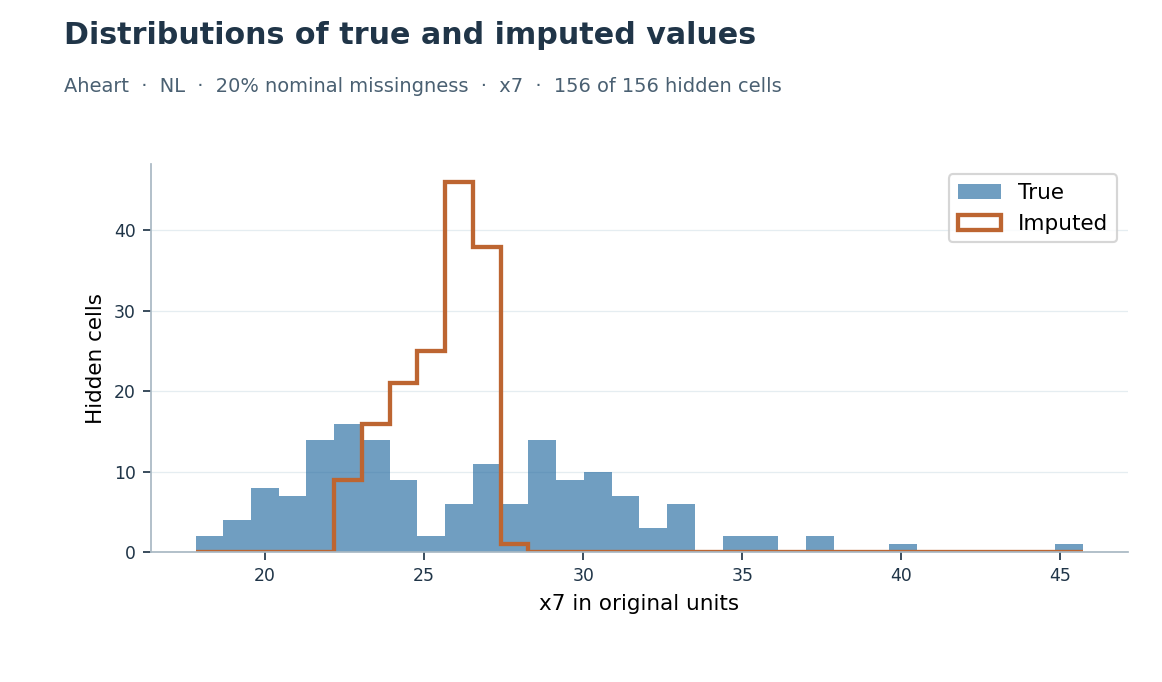 Distributions of true and imputed values
Aheart · NL · 20% nominal missingness · x7 · 156 of 156 hidden cells
True
Imputed
Hidden cells
40
30
20
10
0
20 25 30 35 40 45
x7 in original units